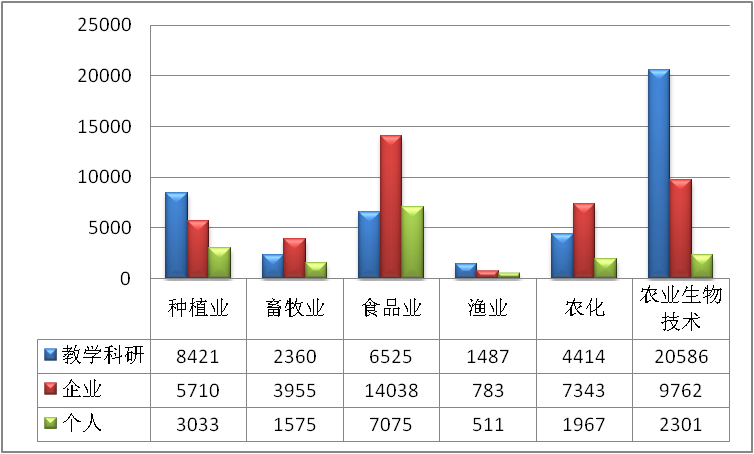 25000
20000
15000
10000
5000
0
种植业 畜牧业 食品业 渔业 农化 农业生物
技术
教学科研 8421 2360 6525 1487 4414 20586
企业 5710 3955 14038 783 7343 9762
个人 3033 1575 7075 511 1967 2301